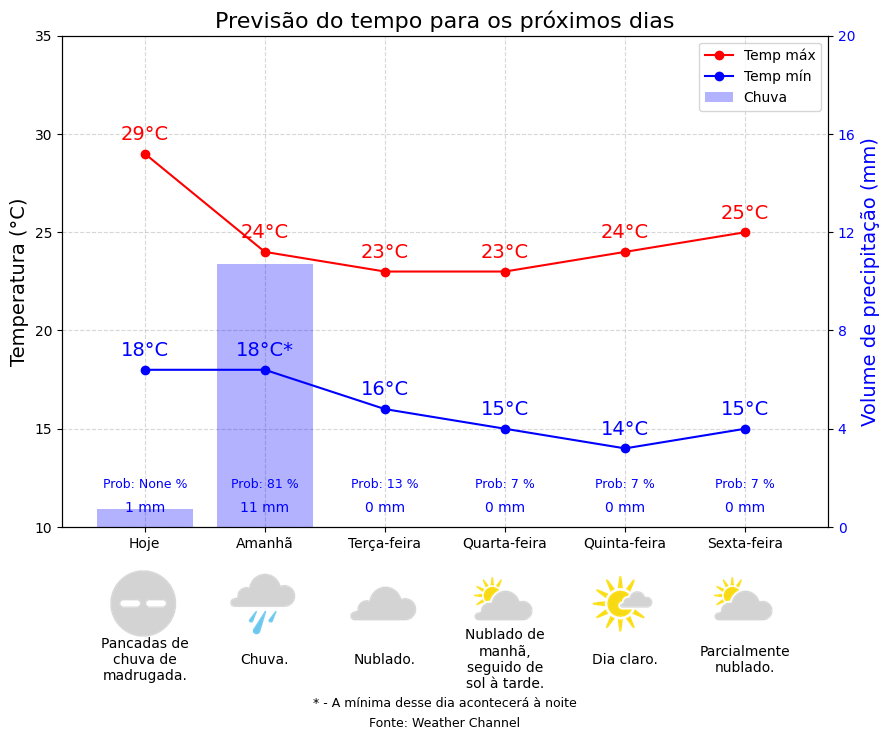 Previsão do tempo para os próximos dias
Temperatura (°C)
Volume de precipitação (mm)
35
30
25
20
15
10
20
16
12
8
4
0
Temp máx
Temp mín
Chuva
29°C
24°C
23°C
23°C
24°C
25°C
18°C
18°C*
16°C
15°C
14°C
15°C
Prob: None %
Prob: 81 %
Prob: 13 %
Prob: 7 %
Prob: 7 %
Prob: 7 %
1 mm
11 mm
0 mm
0 mm
0 mm
0 mm
Hoje
Amanhã
Terça-feira
Quarta-feira
Quinta-feira
Sexta-feira
Pancadas de
chuva de
madrugada.
Chuva.
Nublado.
Nublado de
manhã,
seguido de
sol à tarde.
Dia claro.
Parcialmente
nublado.
* - A mínima desse dia acontecerá à noite
Fonte: Weather Channel